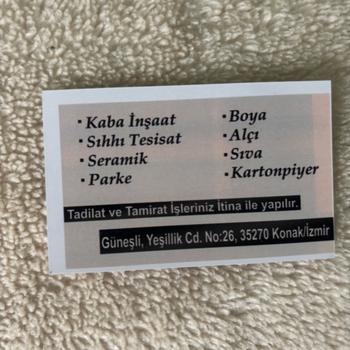 · Kaba İnşaat
· Sıhhı Tesisat
· Seramik
· Parke
· Boya
· Alçı
· Sıva
· Kartonpiyer
Tadilat ve Tamirat İşleriniz İtina ile yapılır.
Güneşli, Yeşillik Cd. No:26, 35270 Konak/İzmir